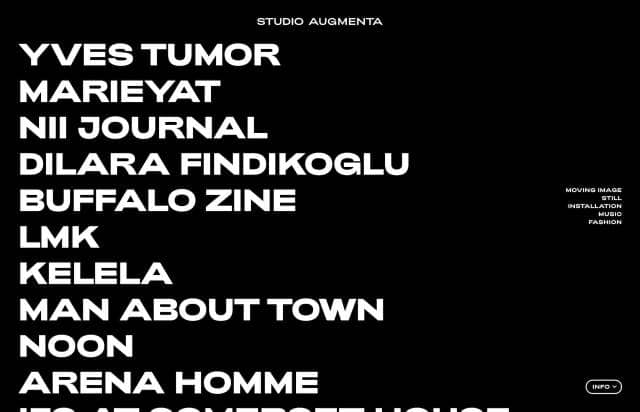 STUDIO AUGMENTA
YVES TUMOR
MARIEYAT
NII JOURNAL
DILARA FINDIKOGLU
BUFFALO ZINE
LMK
KELELA
MAN ABOUT TOWN
NOON
ARENA HOMME
MOVING IMAGE
STILL
INSTALLATION
MUSIC
FASHION
INFO